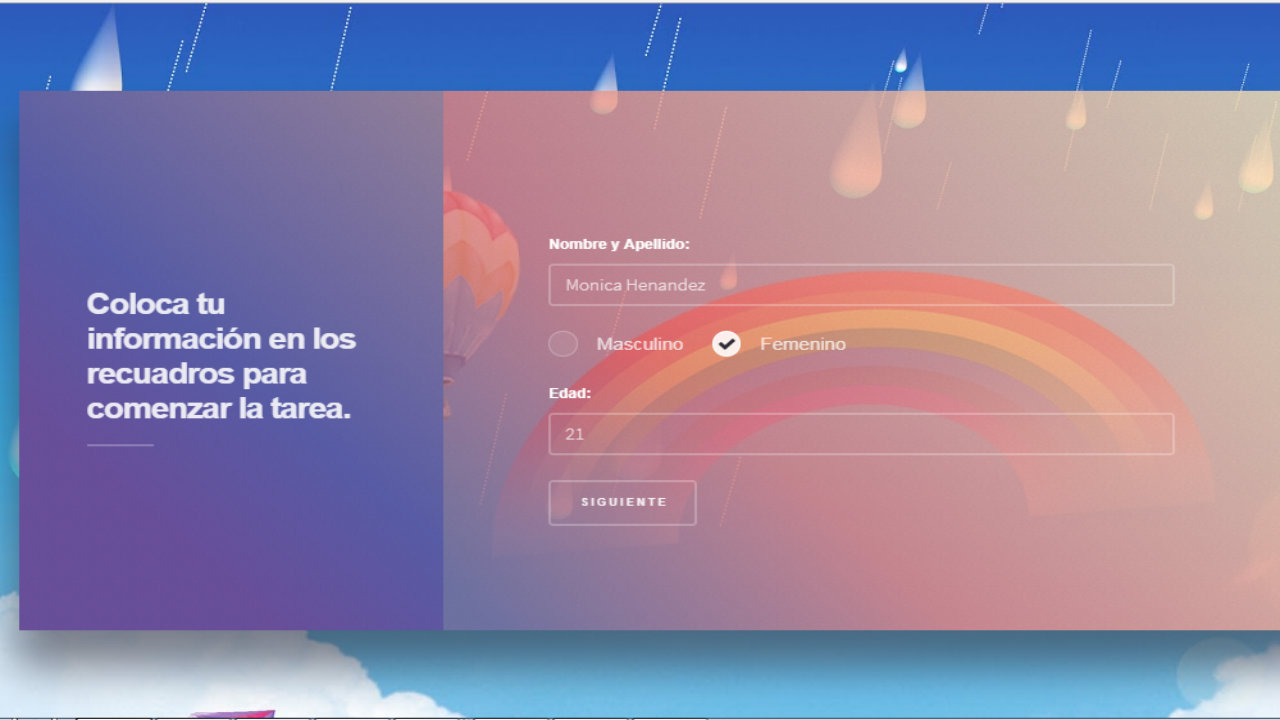 Coloca tu
información en los
recuadros para
comenzar la tarea.
Nombre y Apellido:
Monica Henandez
Masculino Femenino
Edad:
21
SIGUIENTE